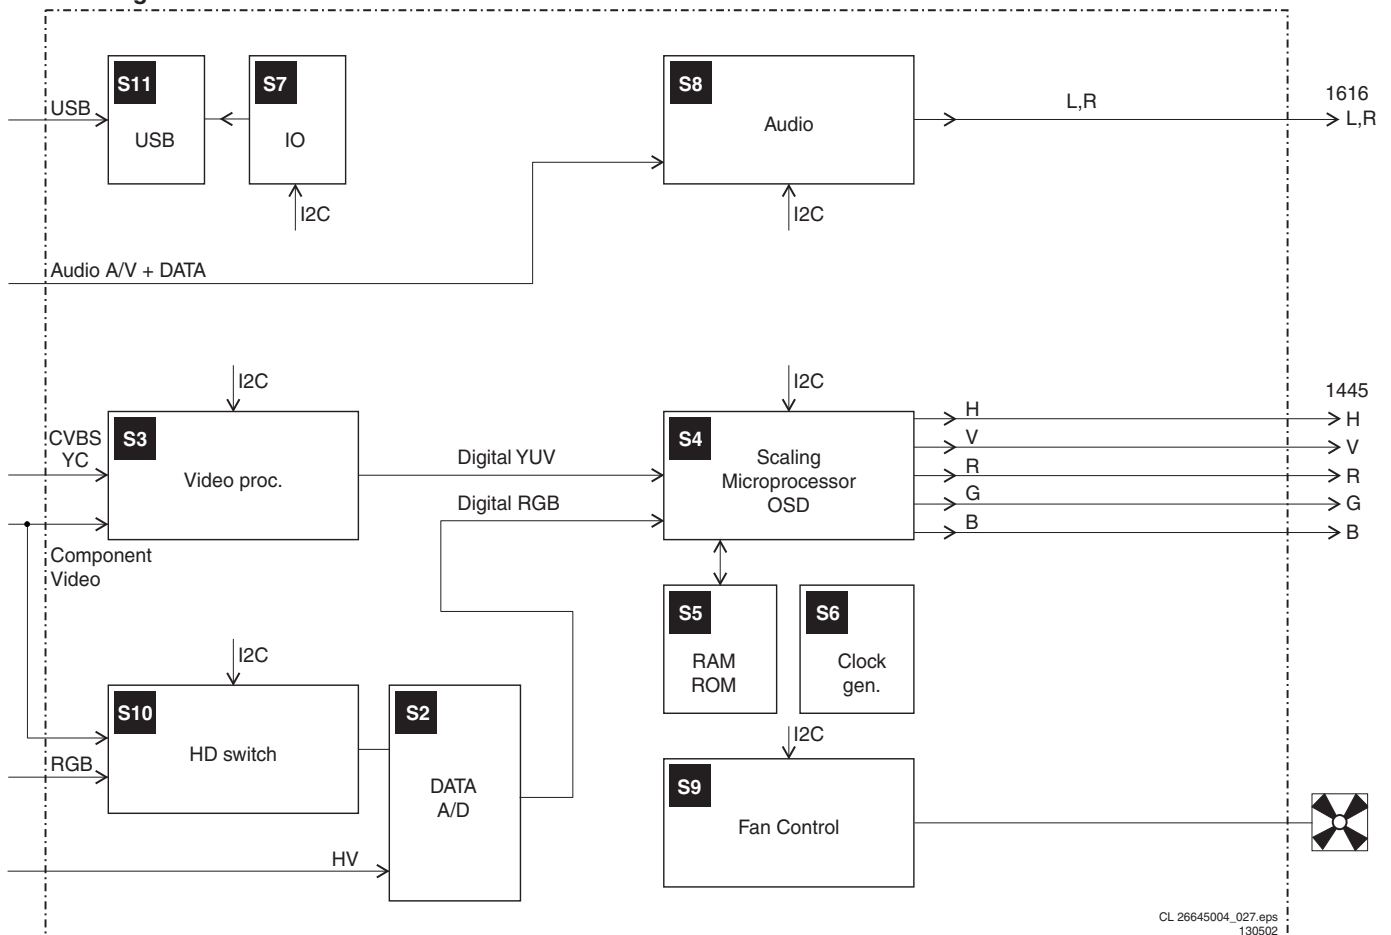 S11
USB
USB
S7
IO
I2C
S8
Audio
I2C
L,R
1616
L,R
Audio A/V + DATA
I2C
CVBS
YC
S3
Video proc.
Component
Video
Digital YUV
Digital RGB
I2C
S4
Scaling
Microprocessor
OSD
H
V
R
G
B
1445
H
V
R
G
B
S5
RAM
ROM
S6
Clock
gen.
I2C
S10
HD switch
RGB
S2
DATA
A/D
HV
I2C
S9
Fan Control
CL 26645004_027.eps
130502